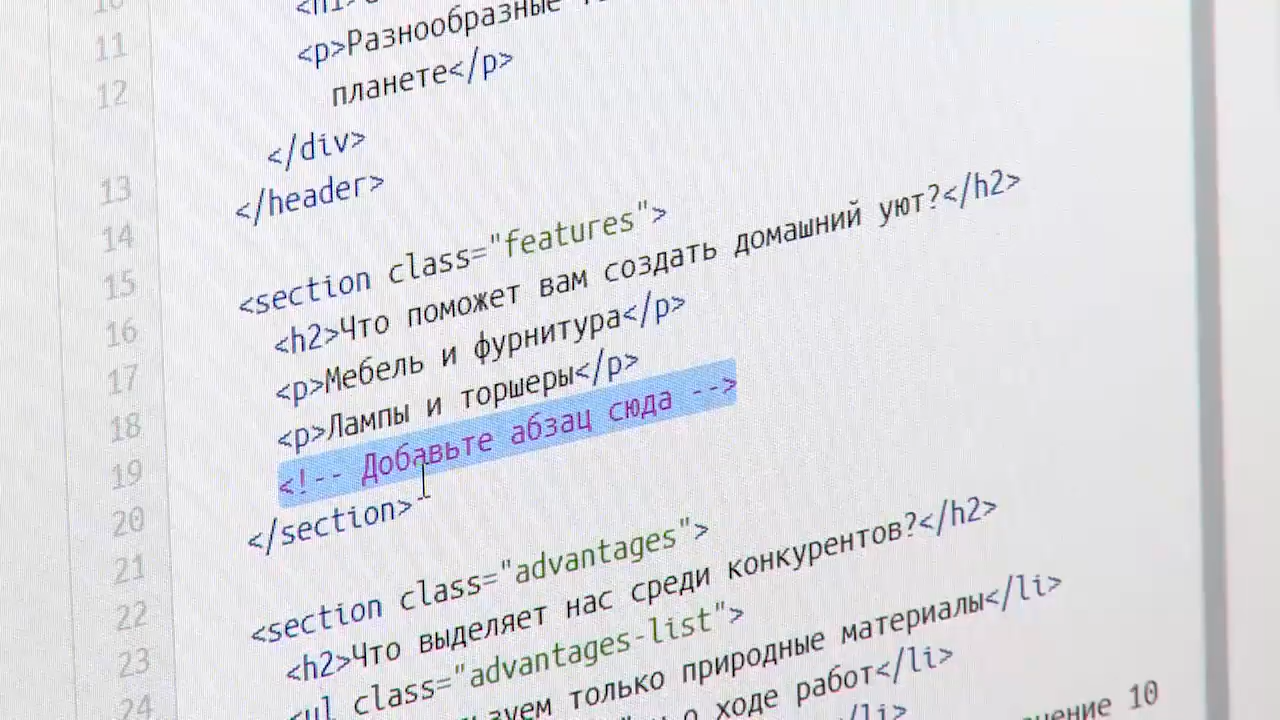 11 <p>Разнообразные
12 планете</p>
</div>
13 </header>
14
15 <section class="features">
16 <h2>Что поможет вам создать домашний уют?</h2>
17 <p>Мебель и фурнитура</p>
18 <p>Лампы и торшеры</p>
19 <!-- Добавьте абзац сюда -->
20 </section>
21
22 <section class="advantages">
23 <h2>Что выделяет нас среди конкурентов?</h2>
24 <ul class="advantages-list">
только природные материалы</li>
о ходе работ</li>
</li>
10